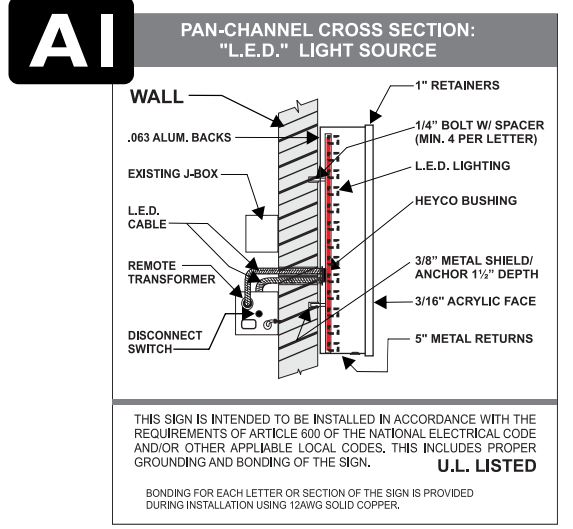 AI
PAN-CHANNEL CROSS SECTION:
"L.E.D." LIGHT SOURCE
WALL
.063 ALUM. BACKS
EXISTING J-BOX
L.E.D.
CABLE
REMOTE
TRANSFORMER
DISCONNECT
SWITCH
1" RETAINERS
1/4” BOLT W/ SPACER
(MIN. 4 PER LETTER)
L.E.D. LIGHTING
HEYCO BUSHING
3/8” METAL SHIELD/
ANCHOR 1½” DEPTH
3/16" ACRYLIC FACE
5" METAL RETURNS
THIS SIGN IS INTENDED TO BE INSTALLED IN ACCORDANCE WITH THE
REQUIREMENTS OF ARTICLE 600 OF THE NATIONAL ELECTRICAL CODE
AND/OR OTHER APPLIABLE LOCAL CODES. THIS INCLUDES PROPER
GROUNDING AND BONDING OF THE SIGN. U.L. LISTED
BONDING FOR EACH LETTER OR SECTION OF THE SIGN IS PROVIDED
DURING INSTALLATION USING 12AWG SOLID COPPER.